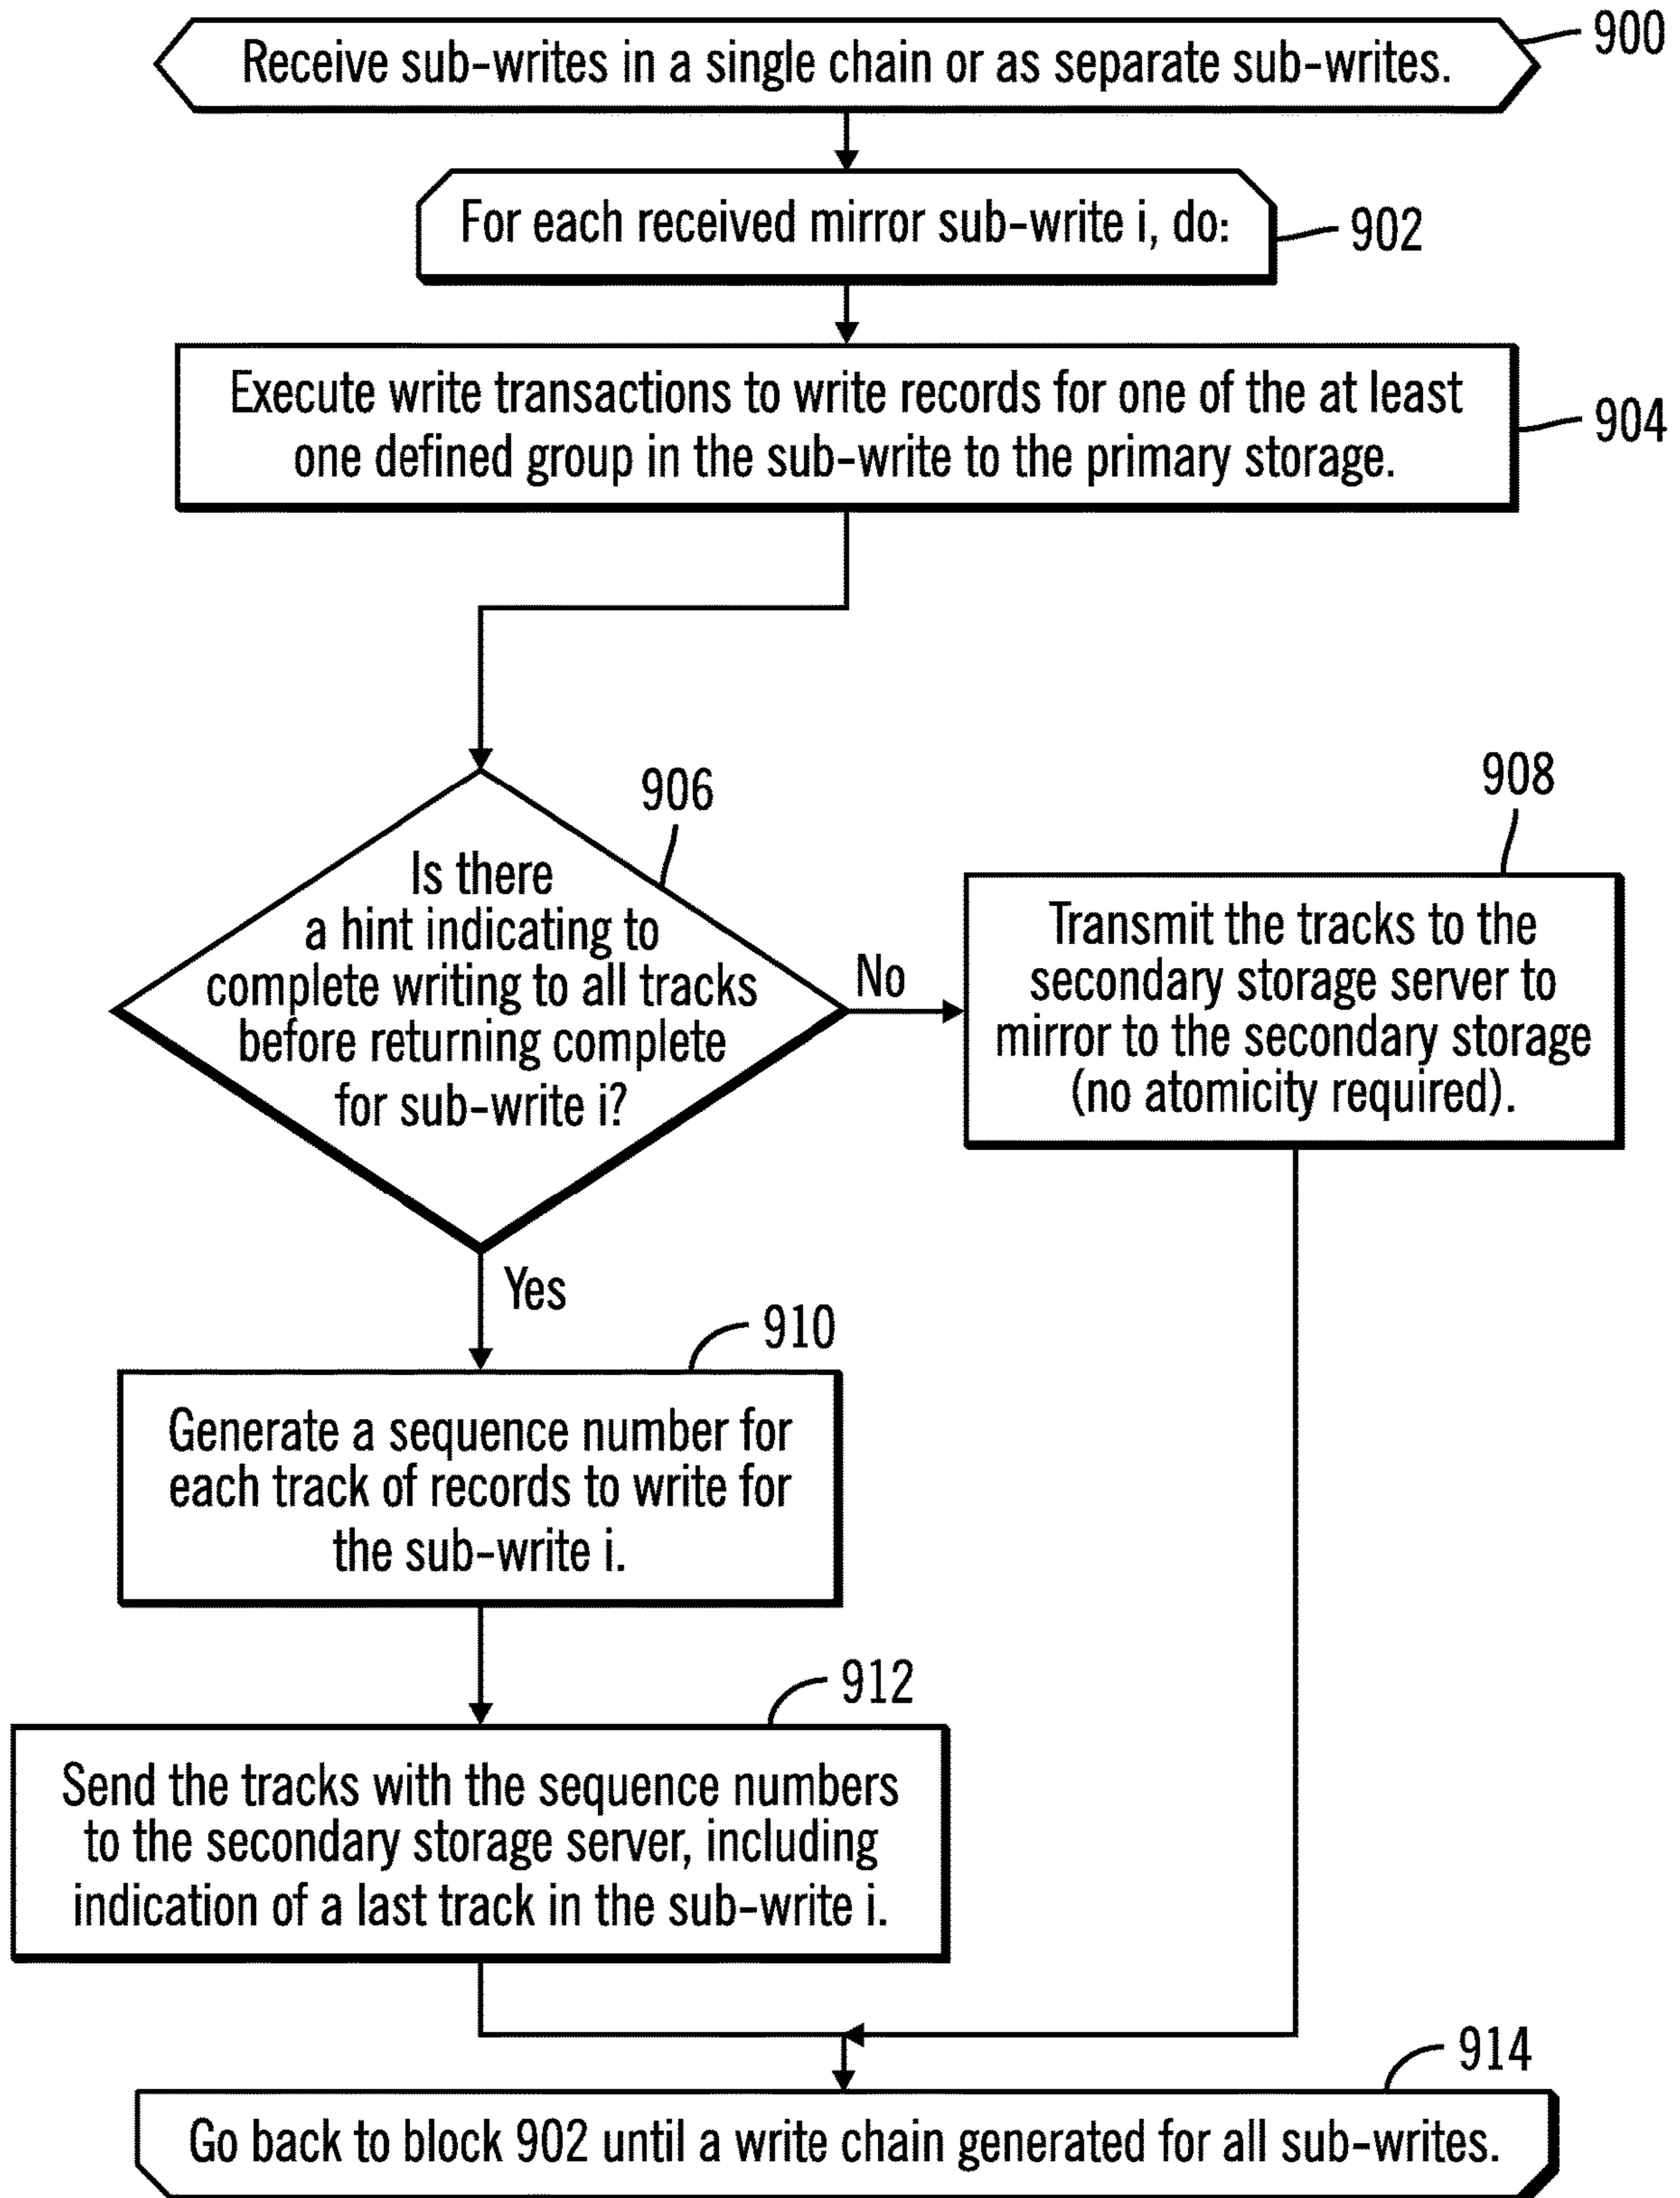 Receive sub-writes in a single chain or as separate sub-writes.
900
For each received mirror sub-write i, do:
902
Execute write transactions to write records for one of the at least
one defined group in the sub-write to the primary storage.
904
906
Is there
a hint indicating to
complete writing to all tracks
before returning complete
for sub-write i?
No
Yes
908
Transmit the tracks to the
secondary storage server to
mirror to the secondary storage
(no atomicity required).
910
Generate a sequence number for
each track of records to write for
the sub-write i.
912
Send the tracks with the sequence numbers
to the secondary storage server, including
indication of a last track in the sub-write i.
914
Go back to block 902 until a write chain generated for all sub-writes.